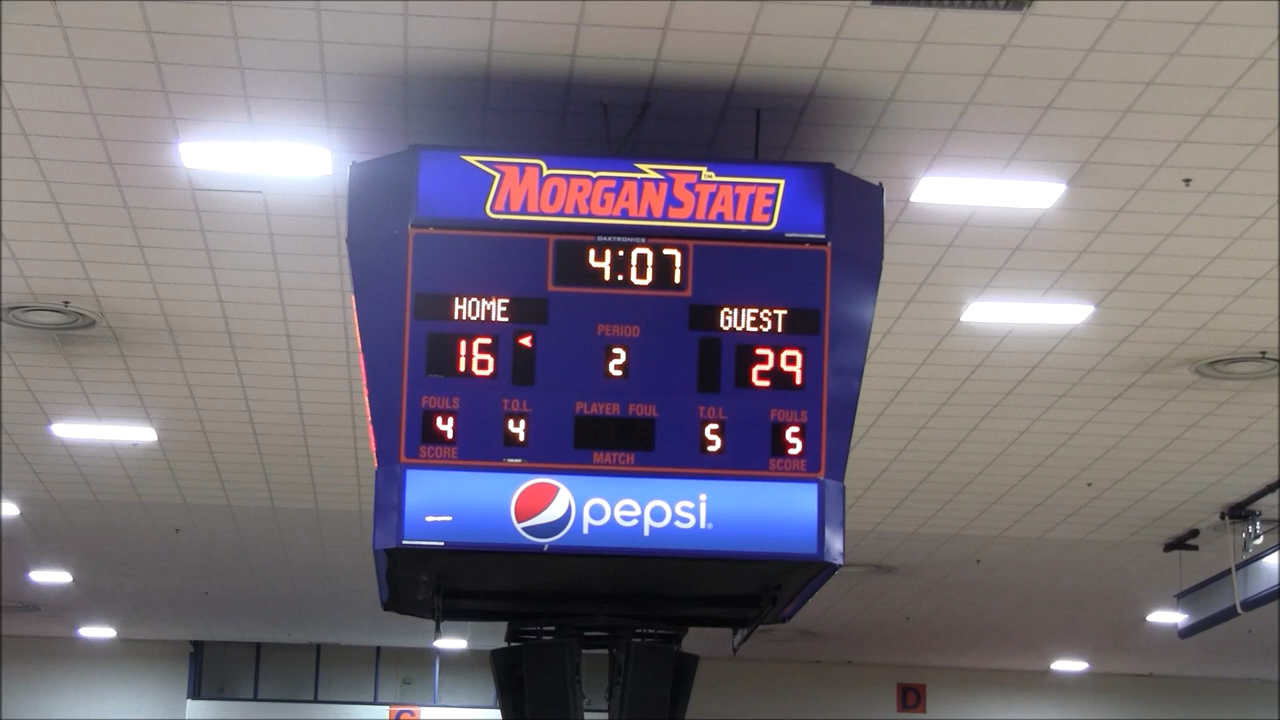 MORGAN STATE TM
DAKTRONICS
4:07
HOME
GUEST
PERIOD
16
2
29
FOULS
T.O.L.
PLAYER FOUL
T.O.L.
FOULS
4
4
5
5
SCORE
MATCH
SCORE
pepsi
C
D